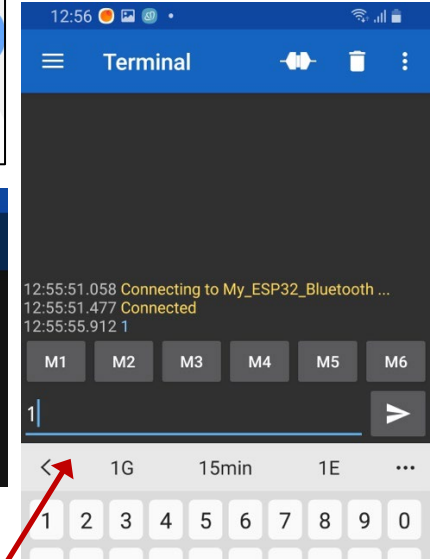 12:56
Terminal
12:55:51.058 Connecting to My_ESP32_Bluetooth ...
12:55:51.477 Connected
12:55:55.912 1
M1 M2 M3 M4 M5 M6
1
1G 15min 1E ...
1 2 3 4 5 6 7 8 9 0